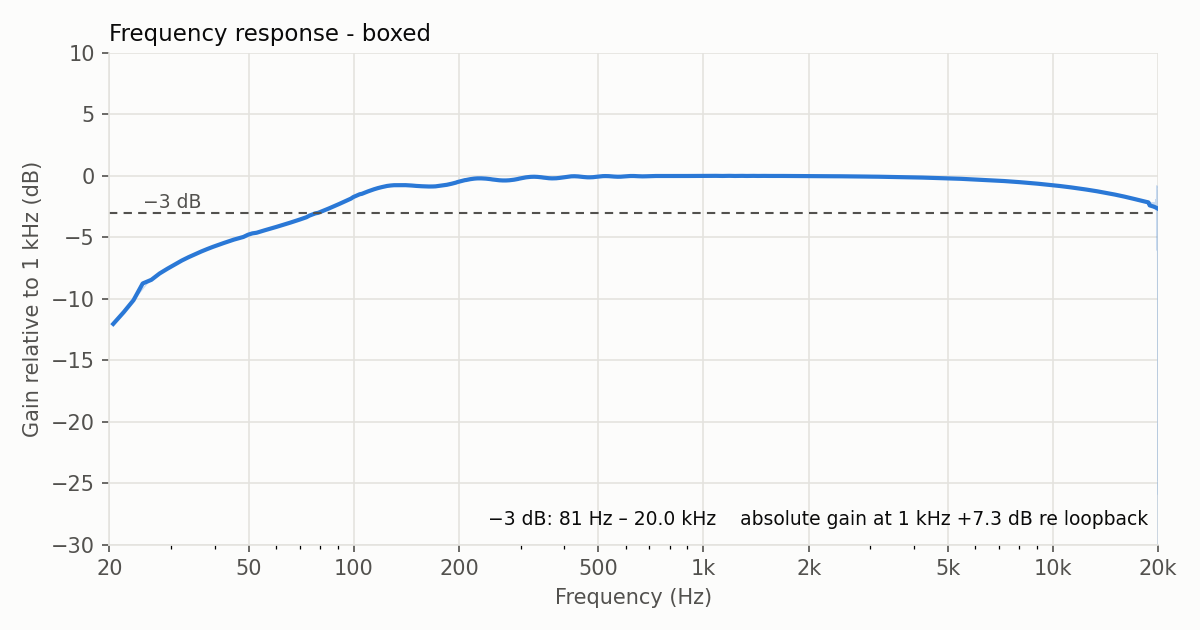 Frequency response - boxed
10
5
0
−5
−10
−15
−20
−25
−30
Gain relative to 1 kHz (dB)
−3 dB
−3 dB: 81 Hz – 20.0 kHz    absolute gain at 1 kHz +7.3 dB re loopback
20 50 100 200 500 1k 2k 5k 10k 20k
Frequency (Hz)